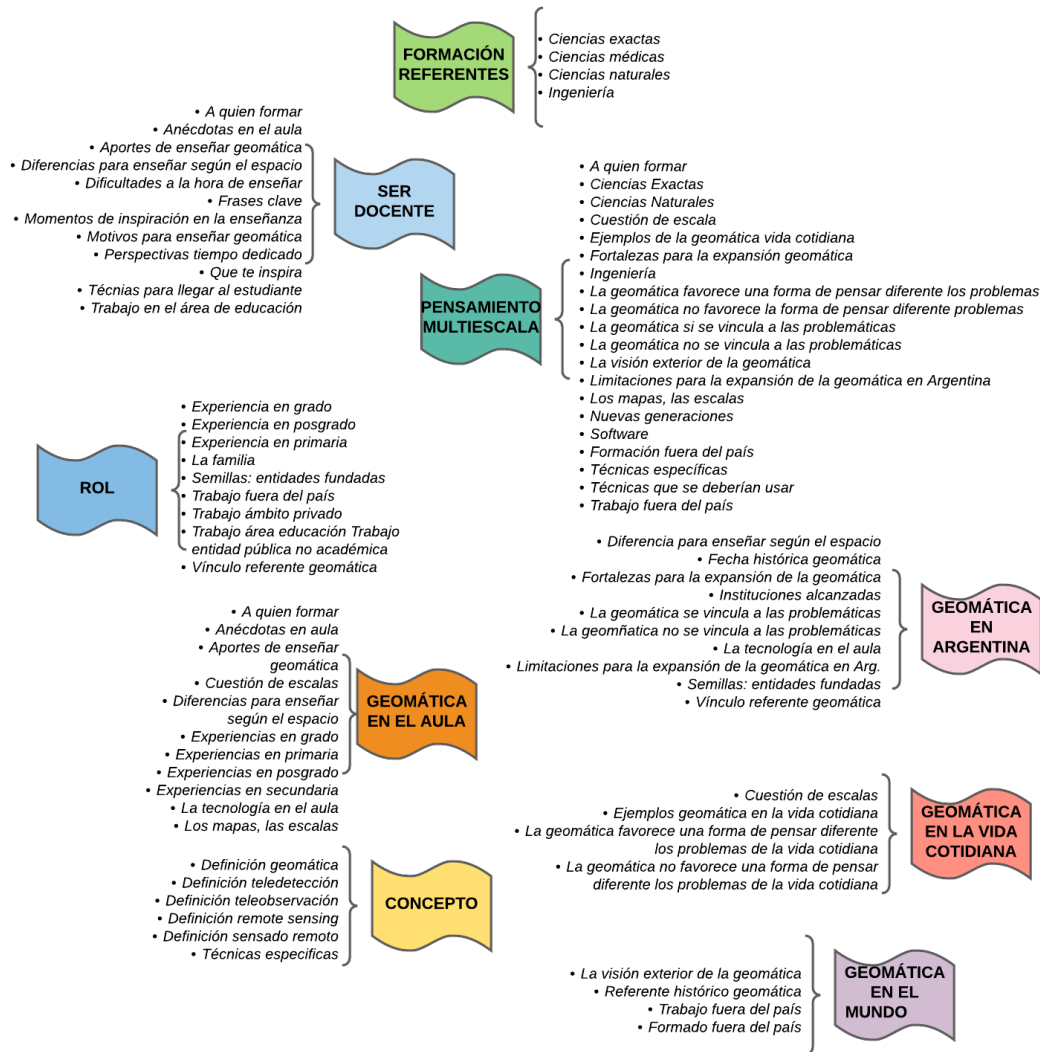 FORMACIÓN
REFERENTES
• Ciencias exactas
• Ciencias médicas
• Ciencias naturales
• Ingeniería
• A quien formar
• Anécdotas en el aula
• Aportes de enseñar geomática
• Diferencias para enseñar según el espacio
• Dificultades a la hora de enseñar
• Frases clave
• Momentos de inspiración en la enseñanza
• Motivos para enseñar geomática
• Perspectivas tiempo dedicado
• Que te inspira
• Técnias para llegar al estudiante
• Trabajo en el área de educación
SER
DOCENTE
PENSAMIENTO
MULTIESCALA
• A quien formar
• Ciencias Exactas
• Ciencias Naturales
• Cuestión de escala
• Ejemplos de la geomática vida cotidiana
• Fortalezas para la expansión geomática
• Ingeniería
• La geomática favorece una forma de pensar diferente los problemas
• La geomática no favorece la forma de pensar diferente problemas
• La geomática si se vincula a las problemáticas
• La geomática no se vincula a las problemáticas
• La visión exterior de la geomática
• Limitaciones para la expansión de la geomática en Argentina
• Los mapas, las escalas
• Nuevas generaciones
• Software
• Formación fuera del país
• Técnicas específicas
• Técnicas que se deberían usar
• Trabajo fuera del país
ROL
• Experiencia en grado
• Experiencia en posgrado
• Experiencia en primaria
• La familia
• Semillas: entidades fundadas
• Trabajo fuera del país
• Trabajo ámbito privado
• Trabajo área educación Trabajo
entidad pública no académica
• Vínculo referente geomática
• Diferencia para enseñar según el espacio
• Fecha histórica geomática
• Fortalezas para la expansión de la geomática
• Instituciones alcanzadas
• La geomática se vincula a las problemáticas
• La geomñatica no se vincula a las problemáticas
• La tecnología en el aula
• Limitaciones para la expansión de la geomática en Arg.
• Semillas: entidades fundadas
• Vínculo referente geomática
GEOMÁTICA
EN
ARGENTINA
• A quien formar
• Anécdotas en aula
• Aportes de enseñar
geomática
• Cuestión de escalas
• Diferencias para enseñar
según el espacio
• Experiencias en grado
• Experiencias en primaria
• Experiencias en posgrado
• Experiencias en secundaria
• La tecnología en el aula
• Los mapas, las escalas
GEOMÁTICA
EN EL AULA
• Cuestión de escalas
• Ejemplos geomática en la vida cotidiana
• La geomática favorece una forma de pensar diferente
los problemas de la vida cotidiana
• La geomática no favorece una forma de pensar
diferente los problemas de la vida cotidiana
GEOMÁTICA
EN LA VIDA
COTIDIANA
• Definición geomática
• Definición teledetección
• Definición teleobservación
• Definición remote sensing
• Definición sensado remoto
• Técnicas especificas
CONCEPTO
• La visión exterior de la geomática
• Referente histórico geomática
• Trabajo fuera del país
• Formado fuera del país
GEOMÁTICA
EN EL
MUNDO